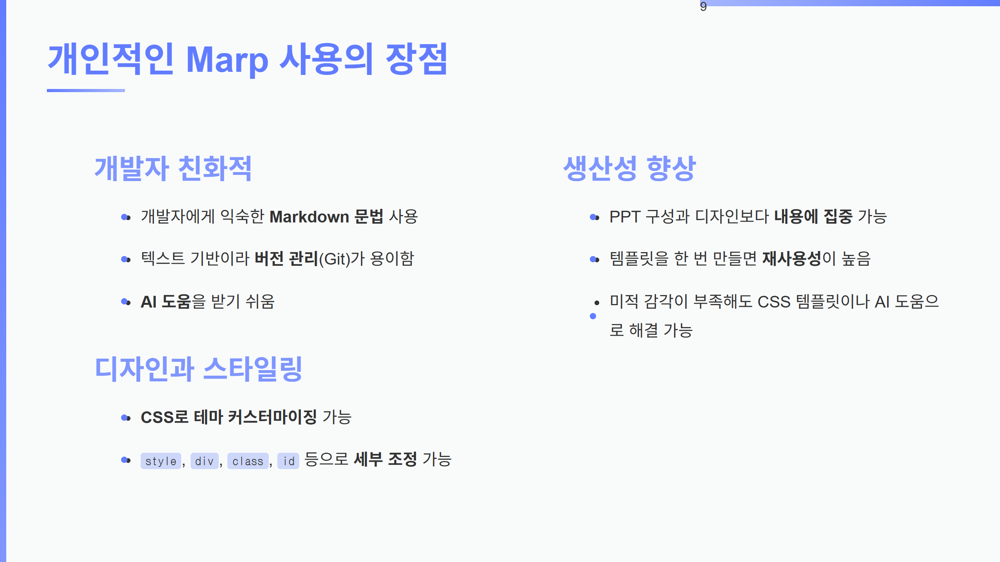 9
개인적인 Marp 사용의 장점
개발자 친화적
• 개발자에게 익숙한 Markdown 문법 사용
• 텍스트 기반이라 버전 관리(Git)가 용이함
• AI 도움을 받기 쉬움
디자인과 스타일링
• CSS로 테마 커스터마이징 가능
• style, div, class, id 등으로 세부 조정 가능
생산성 향상
• PPT 구성과 디자인보다 내용에 집중 가능
• 템플릿을 한 번 만들면 재사용성이 높음
• 미적 감각이 부족해도 CSS 템플릿이나 AI 도움으
로 해결 가능